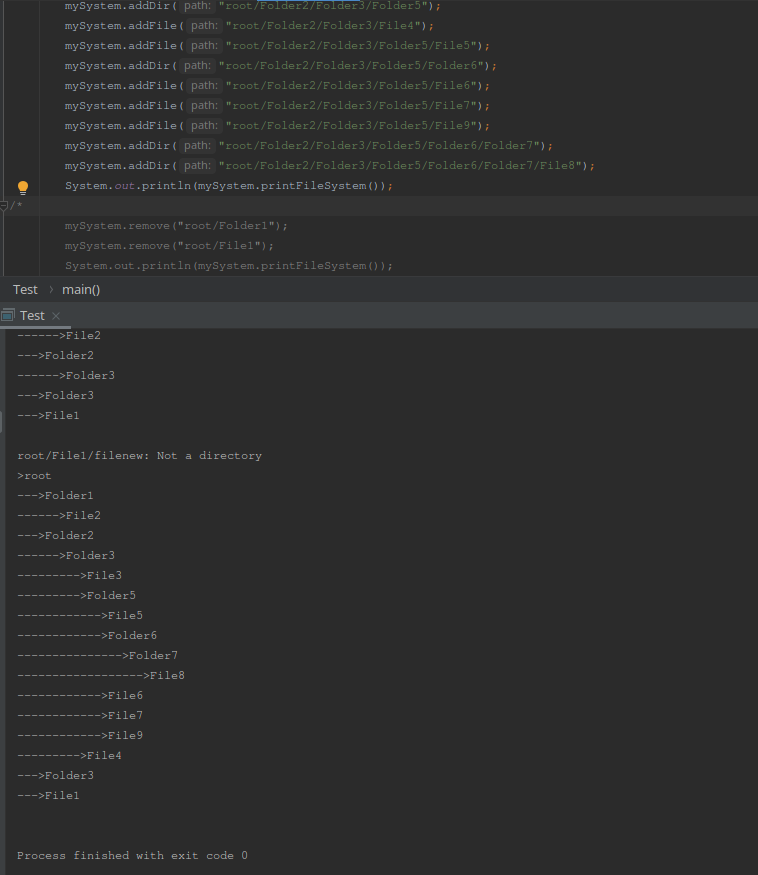 mySystem.addDir( path: "root/Folder2/Folder3/Folder5");
mySystem.addFile( path: "root/Folder2/Folder3/File4");
mySystem.addFile( path: "root/Folder2/Folder3/Folder5/File5");
mySystem.addDir( path: "root/Folder2/Folder3/Folder5/Folder6");
mySystem.addFile( path: "root/Folder2/Folder3/Folder5/File6");
mySystem.addFile( path: "root/Folder2/Folder3/Folder5/File7");
mySystem.addFile( path: "root/Folder2/Folder3/Folder5/File9");
mySystem.addDir( path: "root/Folder2/Folder3/Folder5/Folder6/Folder7");
mySystem.addDir( path: "root/Folder2/Folder3/Folder5/Folder6/Folder7/File8");
System.out.println(mySystem.printFileSystem());
/*
mySystem.remove("root/Folder1");
mySystem.remove("root/File1");
System.out.println(mySystem.printFileSystem());
Test › main()
Test ×
------>File2
--->Folder2
------>Folder3
--->Folder3
--->File1
root/File1/filenew: Not a directory
>root
--->Folder1
------>File2
--->Folder2
------>Folder3
--------->File3
--------->Folder5
------------>File5
------------>Folder6
--------------->Folder7
------------------>File8
------------>File6
------------>File7
------------>File9
--------->File4
--->Folder3
--->File1
Process finished with exit code 0